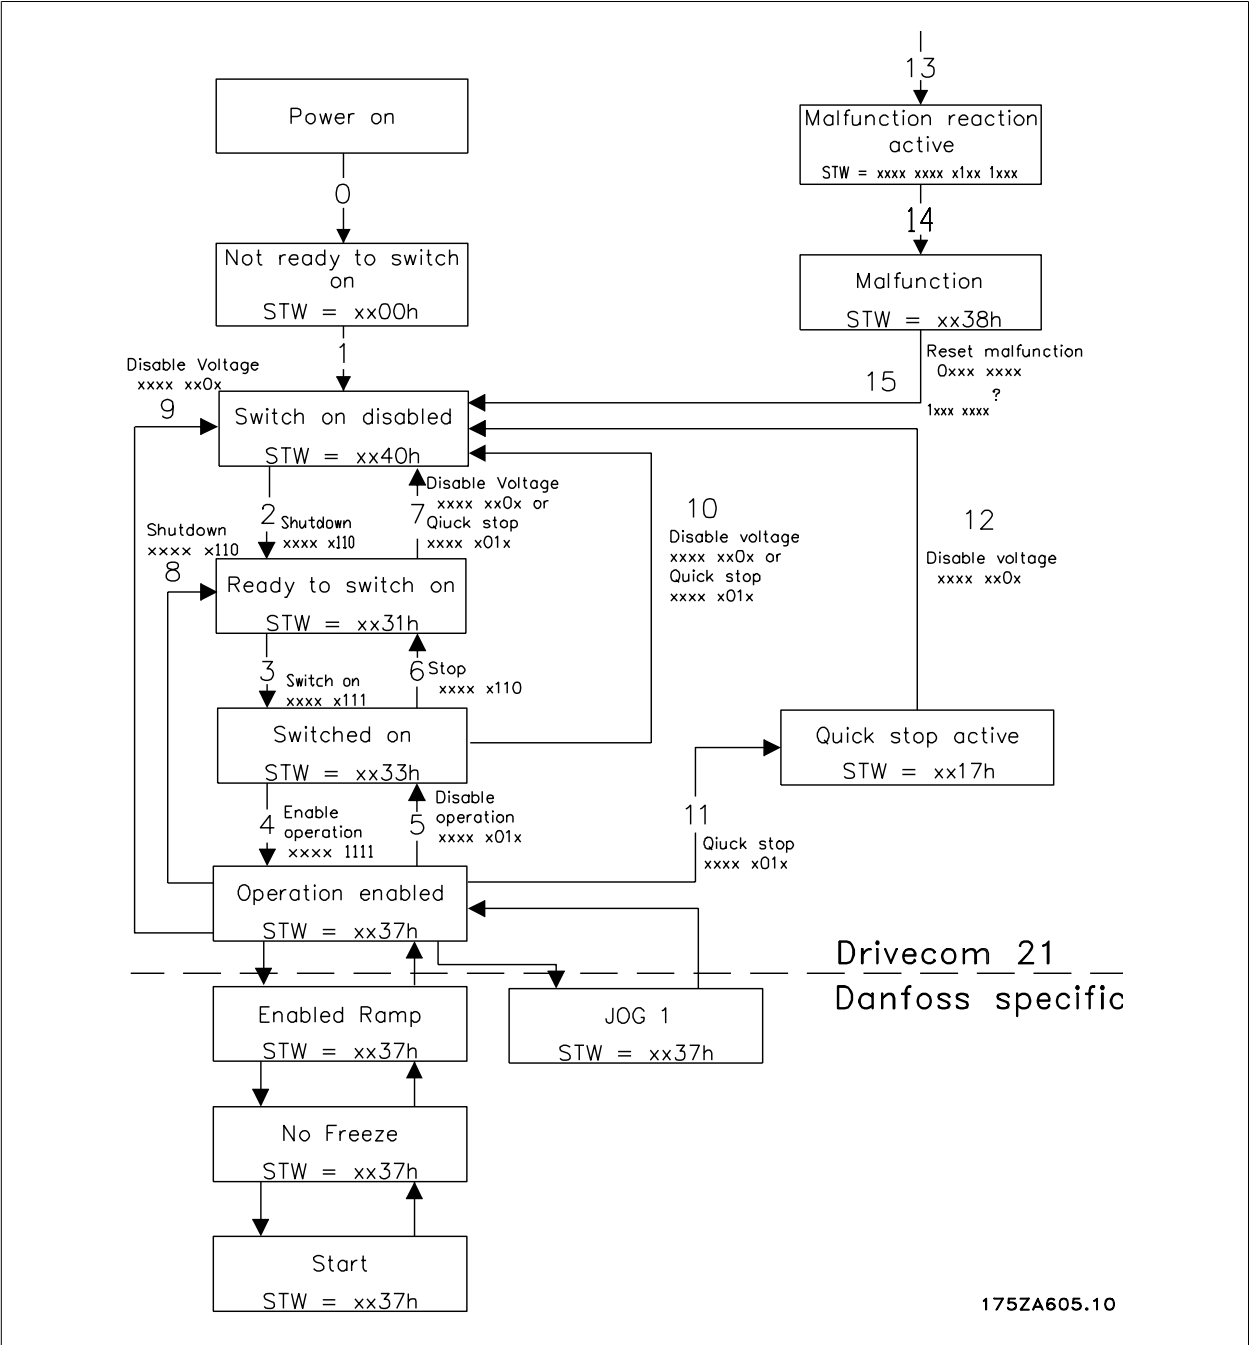 Power on
0
Not ready to switch
on
STW = xx00h
1
Disable Voltage
xxxx xx0x
9
Switch on disabled
STW = xx40h
2
Shutdown
xxxx x110
7
Disable Voltage
xxxx xx0x or
Qiuck stop
xxxx x01x
Shutdown
xxxx x110
8
Ready to switch on
STW = xx31h
3
Switch on
xxxx x111
6
Stop
xxxx x110
Switched on
STW = xx33h
4
Enable
operation
xxxx 1111
5
Disable
operation
xxxx x01x
Operation enabled
STW = xx37h
Enabled Ramp
STW = xx37h
No Freeze
STW = xx37h
Start
STW = xx37h
JOG 1
STW = xx37h
10
Disable voltage
xxxx xx0x or
Quick stop
xxxx x01x
11
Qiuck stop
xxxx x01x
Quick stop active
STW = xx17h
12
Disable voltage
xxxx xx0x
13
Malfunction reaction
active
STW = xxxx xxxx x1xx 1xxx
14
Malfunction
STW = xx38h
15
Reset malfunction
0xxx xxxx
?
1xxx xxxx
Drivecom 21
Danfoss specific
175ZA605.10